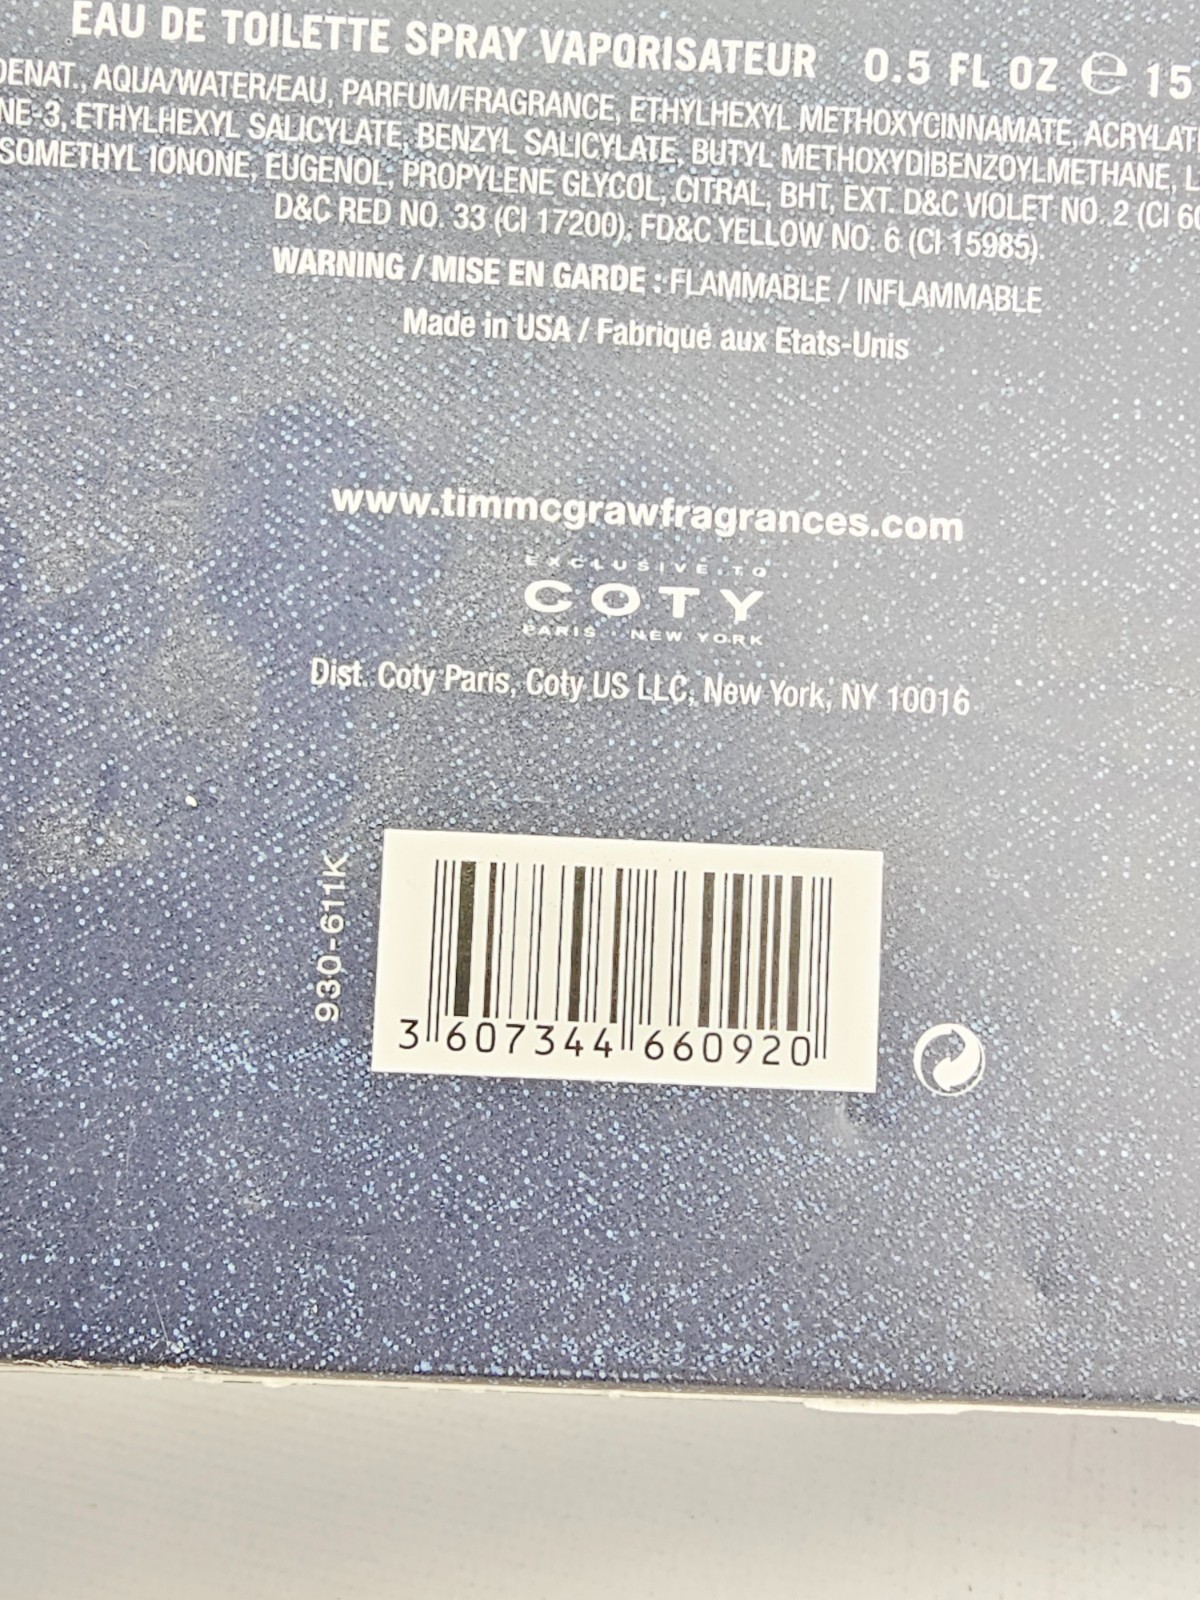 EAU DE TOILETTE SPRAY VAPORISATEUR 0.5 FL OZ ℮ 15
DENAT., AQUA/WATER/EAU, PARFUM/FRAGRANCE, ETHYLHEXYL METHOXYCINNAMATE, ACRYLAT
NE-3, ETHYLHEXYL SALICYLATE, BENZYL SALICYLATE, BUTYL METHOXYDIBENZOYLMETHANE, L
SOMETHYL IONONE, EUGENOL, PROPYLENE GLYCOL, CITRAL, BHT, EXT. D&C VIOLET NO. 2 (CI 6
D&C RED NO. 33 (CI 17200), FD&C YELLOW NO. 6 (CI 15985).
WARNING / MISE EN GARDE : FLAMMABLE / INFLAMMABLE
Made in USA / Fabriqué aux Etats-Unis
www.timmcgrawfragrances.com
EXCLUSIVE TO
COTY
PARIS · NEW YORK
Dist. Coty Paris, Coty US LLC, New York, NY 10016
930-611K
3 607344 660920